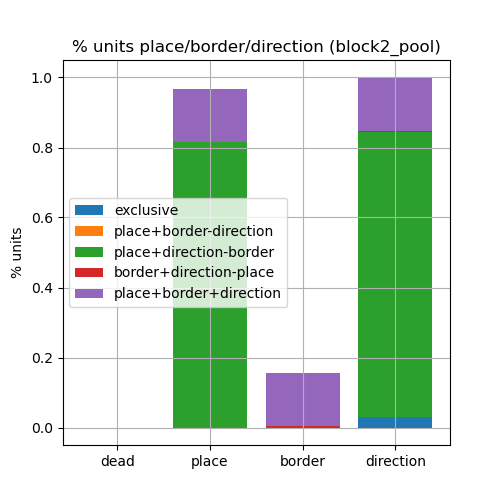 % units place/border/direction (block2_pool)
1.0
0.8
0.6
0.4
0.2
0.0
% units
exclusive
place+border-direction
place+direction-border
border+direction-place
place+border+direction
dead place border direction